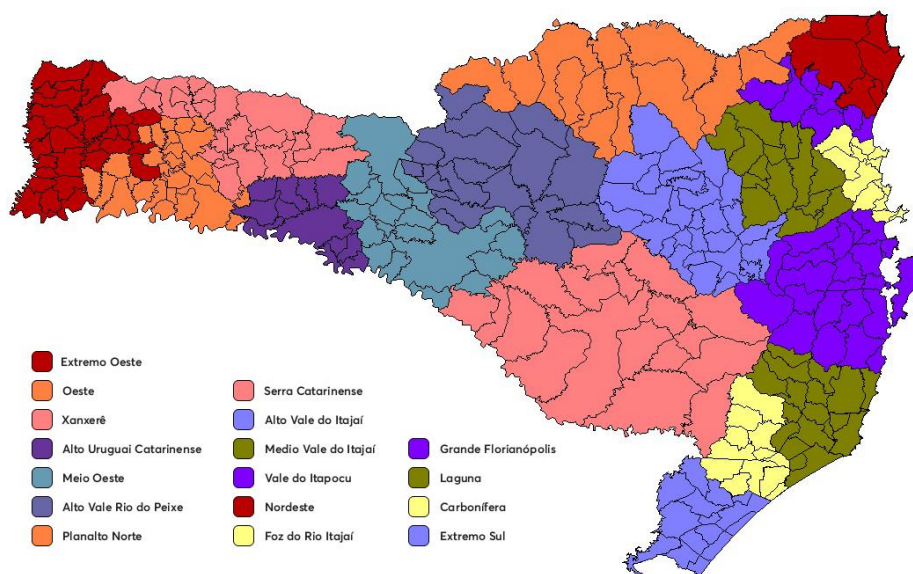 Extremo Oeste
Oeste
Xanxerê
Alto Uruguai Catarinense
Meio Oeste
Alto Vale Rio do Peixe
Planalto Norte
Serra Catarinense
Alto Vale do Itajaí
Medio Vale do Itajaí
Vale do Itapocu
Nordeste
Foz do Rio Itajaí
Grande Florianópolis
Laguna
Carbonífera
Extremo Sul